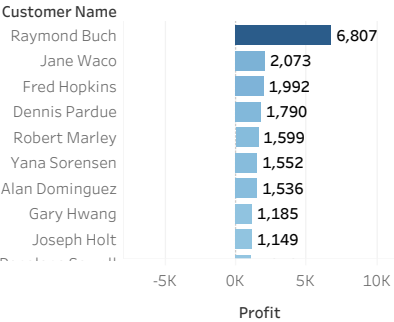 Customer Name
Raymond Buch 6,807
Jane Waco 2,073
Fred Hopkins 1,992
Dennis Pardue 1,790
Robert Marley 1,599
Yana Sorensen 1,552
Alan Dominguez 1,536
Gary Hwang 1,185
Joseph Holt 1,149
-5K 0K 5K 10K
Profit